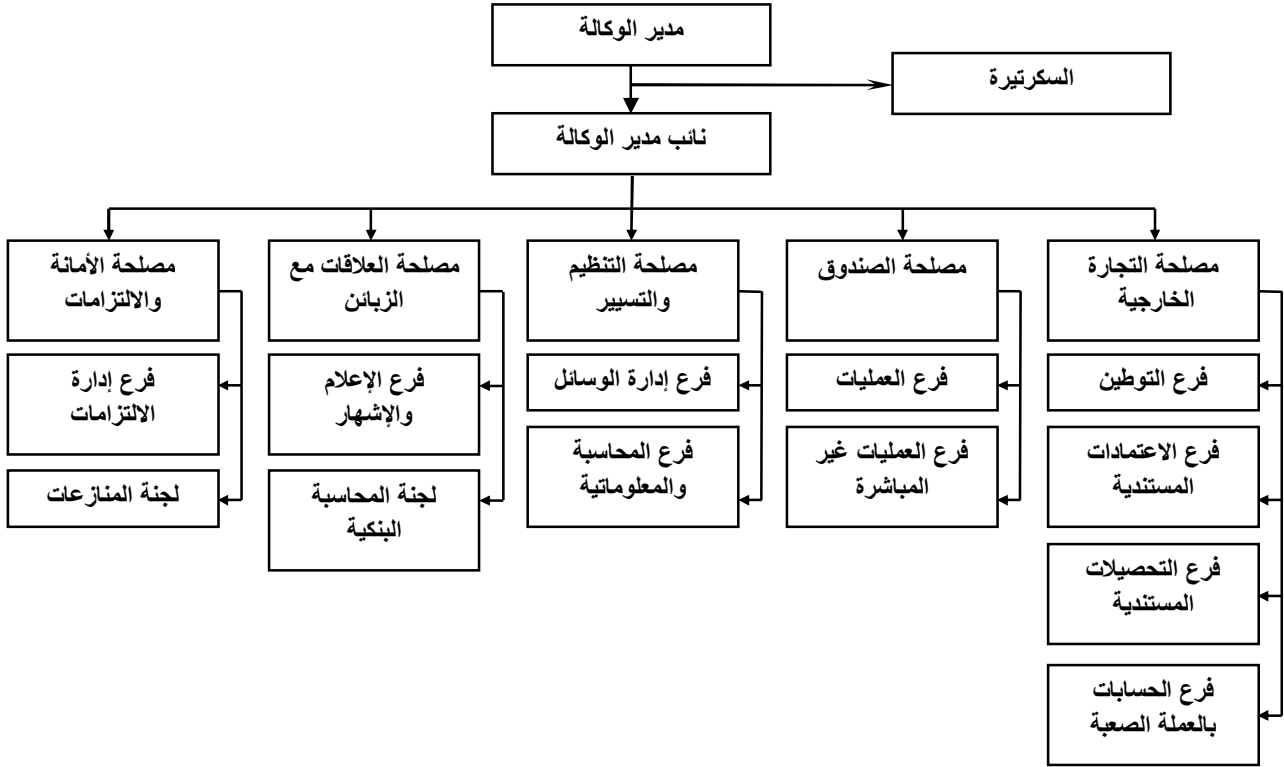 مدير الوكالة
السكرتيرة
نائب مدير الوكالة
مصلحة التجارة
الخارجية
فرع التوطين
فرع الاعتمادات
المستندية
فرع التحصيلات
المستندية
فرع الحسابات
بالعملة الصعبة
مصلحة الصندوق
فرع العمليات
فرع العمليات غير
المباشرة
مصلحة التنظيم
والتسيير
فرع إدارة الوسائل
فرع المحاسبة
والمعلوماتية
مصلحة العلاقات مع
الزبائن
فرع الإعلام
والإشهار
لجنة المحاسبة
البنكية
مصلحة الأمانة
والالتزامات
فرع إدارة
الالتزامات
لجنة المنازعات